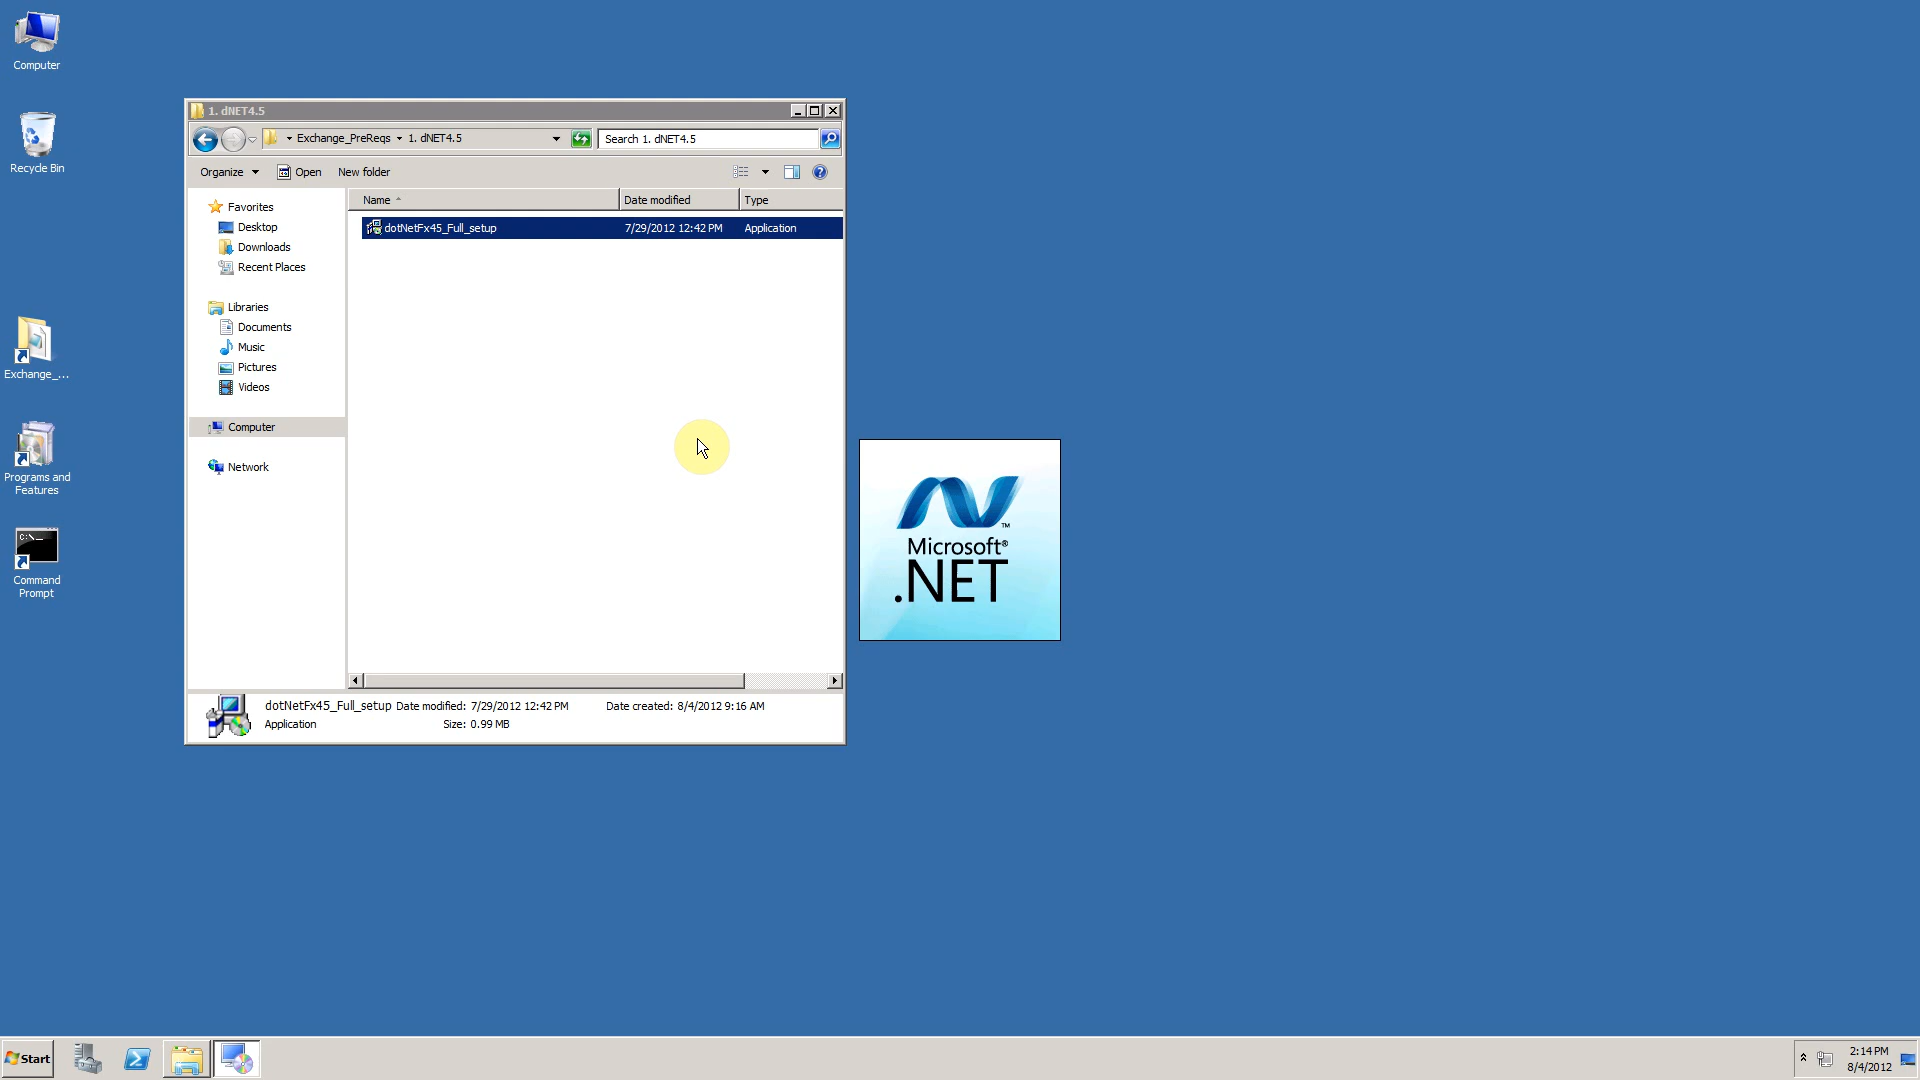 Computer
Recycle Bin
Exchange_...
Programs and
Features
C:\_
Command
Prompt
1. dNET4.5
Exchange_PreReqs 1. dNET4.5
Search 1. dNET4.5
Organize Open New folder
Name Date modified Type
dotNetFx45_Full_setup 7/29/2012 12:42 PM Application
Favorites
Desktop
Downloads
Recent Places
Libraries
Documents
Music
Pictures
Videos
Computer
Network
dotNetFx45_Full_setup Date modified: 7/29/2012 12:42 PM Date created: 8/4/2012 9:16 AM
Application Size: 0.99 MB
Microsoft®
.NET
™
Start
2:14 PM
8/4/2012